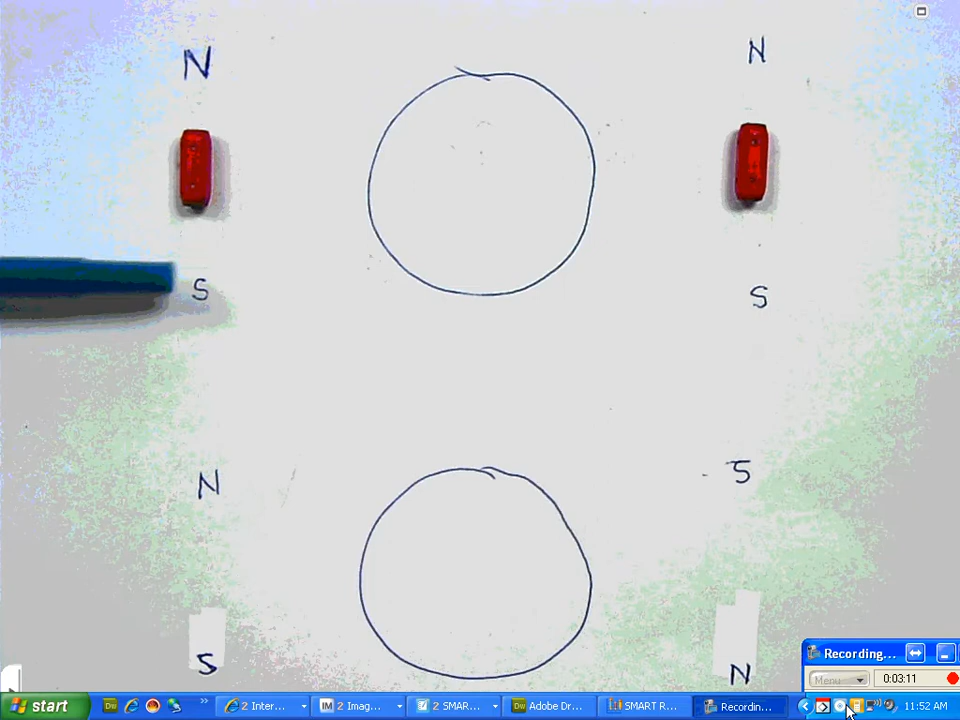 N N
S S
N S
S N
Recording...
Menu 0:03:11
start 2 Inter... 2 Imag... 2 SMAR... Adobe Dr... SMART R... Recordin... 11:52 AM